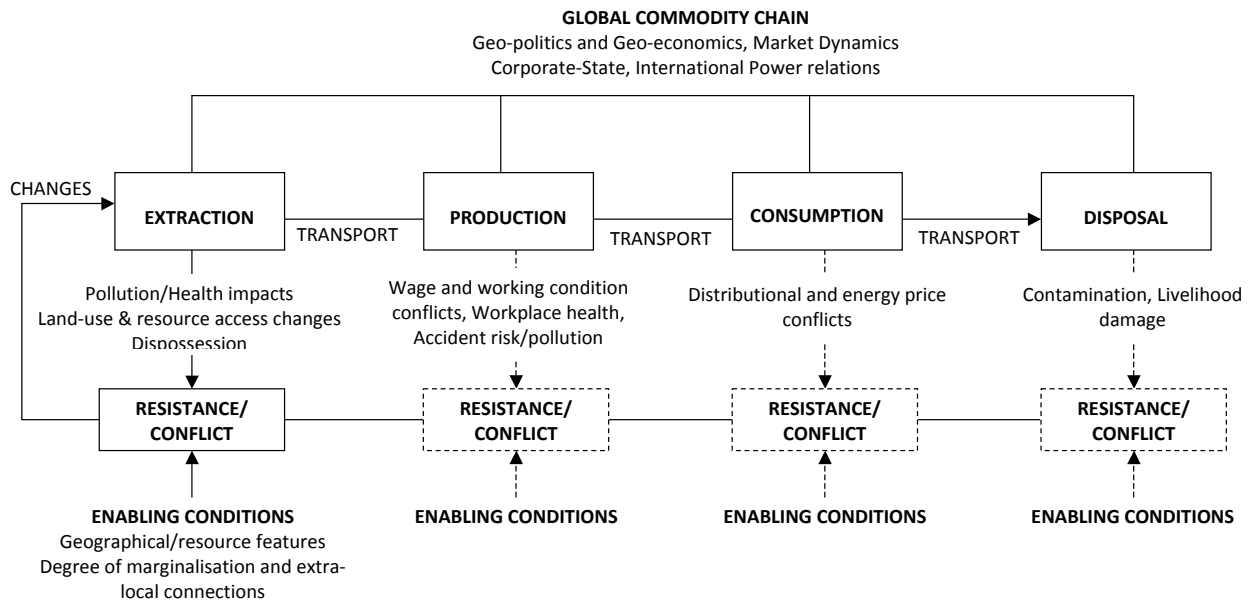 GLOBAL COMMODITY CHAIN
Geo-politics and Geo-economics, Market Dynamics
Corporate-State, International Power relations
CHANGES
EXTRACTION
TRANSPORT
PRODUCTION
TRANSPORT
CONSUMPTION
TRANSPORT
DISPOSAL
Pollution/Health impacts
Land-use & resource access changes
Dispossession
Wage and working condition
conflicts, Workplace health,
Accident risk/pollution
Distributional and energy price
conflicts
Contamination, Livelihood
damage
RESISTANCE/
CONFLICT
RESISTANCE/
CONFLICT
RESISTANCE/
CONFLICT
RESISTANCE/
CONFLICT
ENABLING CONDITIONS
Geographical/resource features
Degree of marginalisation and extra-
local connections
ENABLING CONDITIONS
ENABLING CONDITIONS
ENABLING CONDITIONS